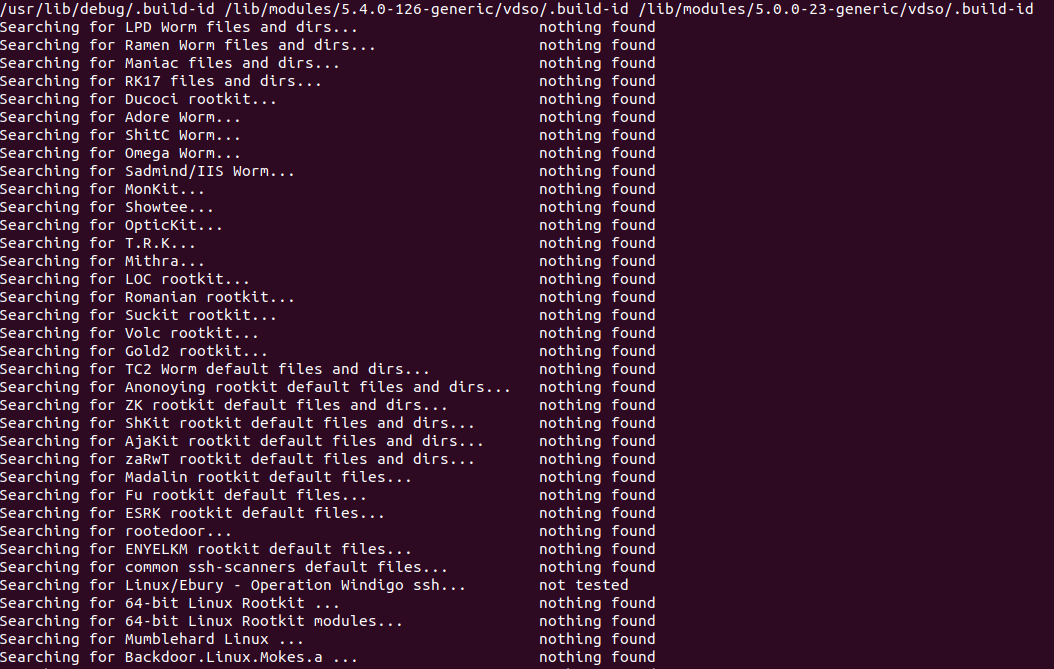 /usr/lib/debug/.build-id /lib/modules/5.4.0-126-generic/vdso/.build-id /lib/modules/5.0.0-23-generic/vdso/.build-id
Searching for LPD Worm files and dirs... nothing found
Searching for Ramen Worm files and dirs... nothing found
Searching for Maniac files and dirs... nothing found
Searching for RK17 files and dirs... nothing found
Searching for Ducoci rootkit... nothing found
Searching for Adore Worm... nothing found
Searching for ShitC Worm... nothing found
Searching for Omega Worm... nothing found
Searching for Sadmind/IIS Worm... nothing found
Searching for MonKit... nothing found
Searching for Showtee... nothing found
Searching for OpticKit... nothing found
Searching for T.R.K... nothing found
Searching for Mithra... nothing found
Searching for LOC rootkit... nothing found
Searching for Romanian rootkit... nothing found
Searching for Suckit rootkit... nothing found
Searching for Volc rootkit... nothing found
Searching for Gold2 rootkit... nothing found
Searching for TC2 Worm default files and dirs... nothing found
Searching for Anonoying rootkit default files and dirs... nothing found
Searching for ZK rootkit default files and dirs... nothing found
Searching for ShKit rootkit default files and dirs... nothing found
Searching for AjaKit rootkit default files and dirs... nothing found
Searching for zaRwT rootkit default files and dirs... nothing found
Searching for Madalin rootkit default files... nothing found
Searching for Fu rootkit default files... nothing found
Searching for ESRK rootkit default files... nothing found
Searching for rootedoor... nothing found
Searching for ENYELKM rootkit default files... nothing found
Searching for common ssh-scanners default files... nothing found
Searching for Linux/Ebury - Operation Windigo ssh... not tested
Searching for 64-bit Linux Rootkit ... nothing found
Searching for 64-bit Linux Rootkit modules... nothing found
Searching for Mumblehard Linux ... nothing found
Searching for Backdoor.Linux.Mokes.a ... nothing found